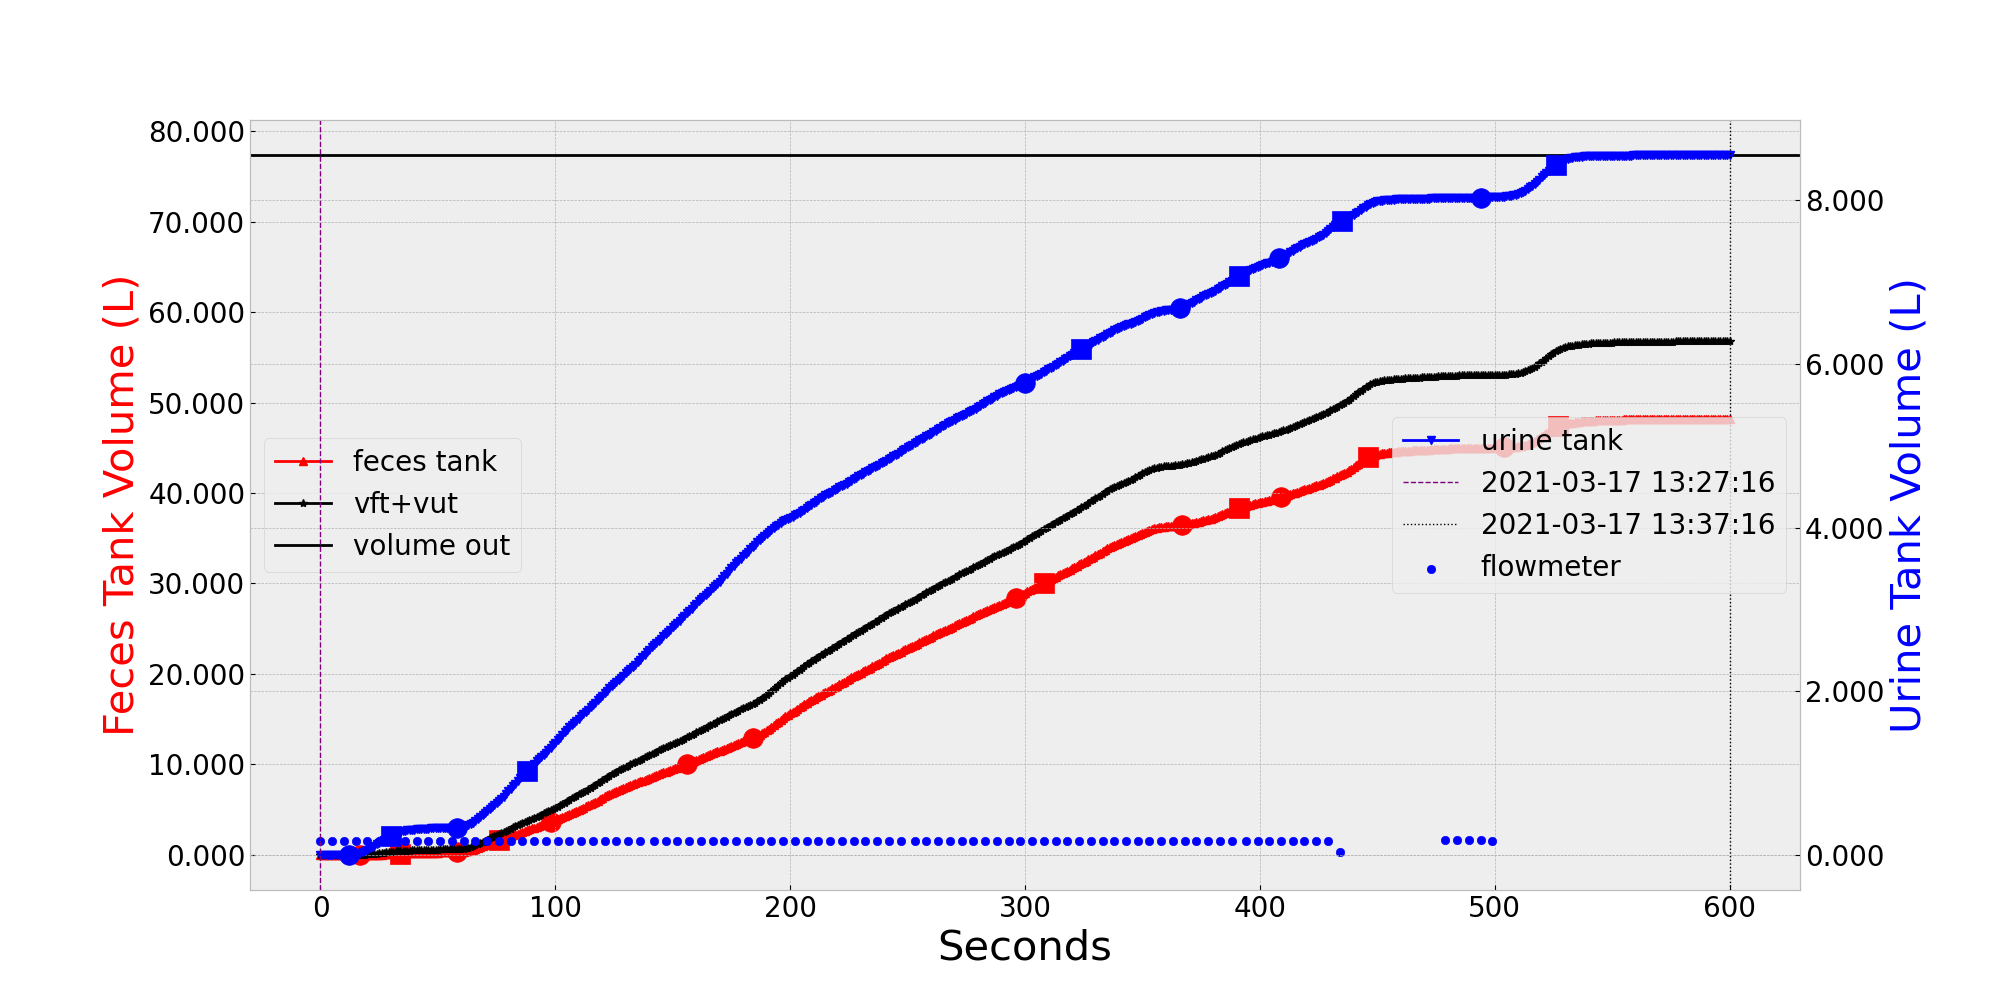 80.000
70.000
60.000
50.000
40.000
30.000
20.000
10.000
0.000
Feces Tank Volume (L)
feces tank
vft+vut
volume out
urine tank
2021-03-17 13:27:16
2021-03-17 13:37:16
flowmeter
8.000
6.000
4.000
2.000
0.000
Urine Tank Volume (L)
0 100 200 300 400 500 600
Seconds